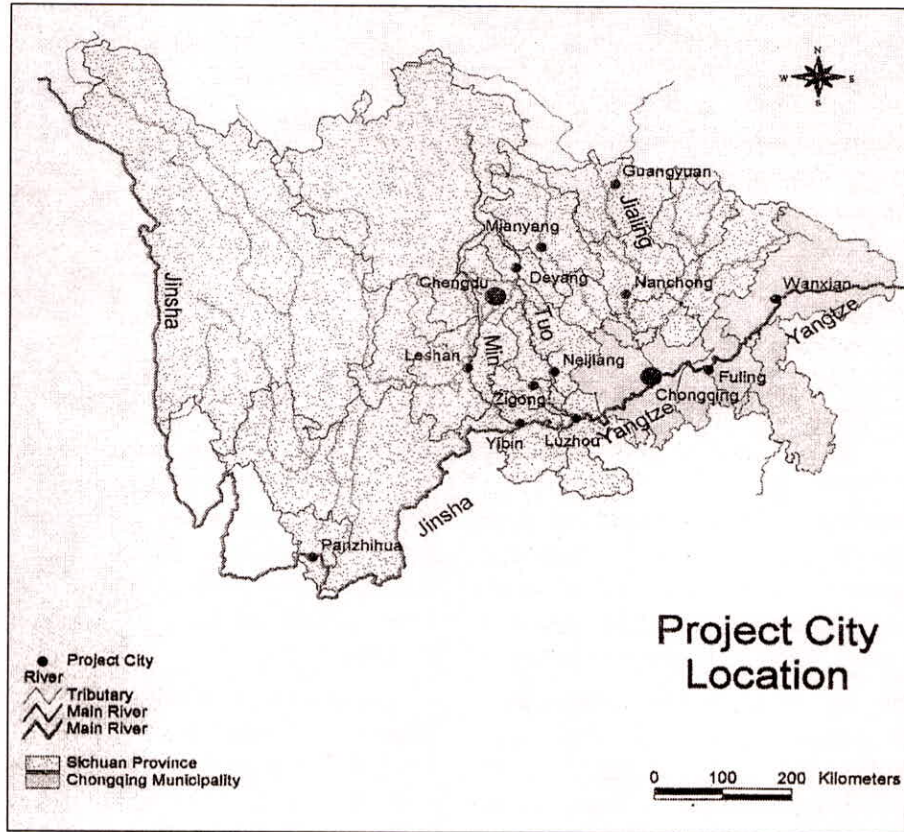 N
W E
S
Guangyuan
Jialing
Mianyang
Deyang
Chengdu
Nanchong
Wanxian
Jinsha
Tuo
Min
Yangtze
Leshan
Neijiang
Fuling
Zigong
Chongqing
Yangtze
Yibin
Luzhou
Jinsha
Panzhihua
Project City
Location
Project City
River
Tributary
Main River
Main River
Sichuan Province
Chongqing Municipality
0 100 200 Kilometers